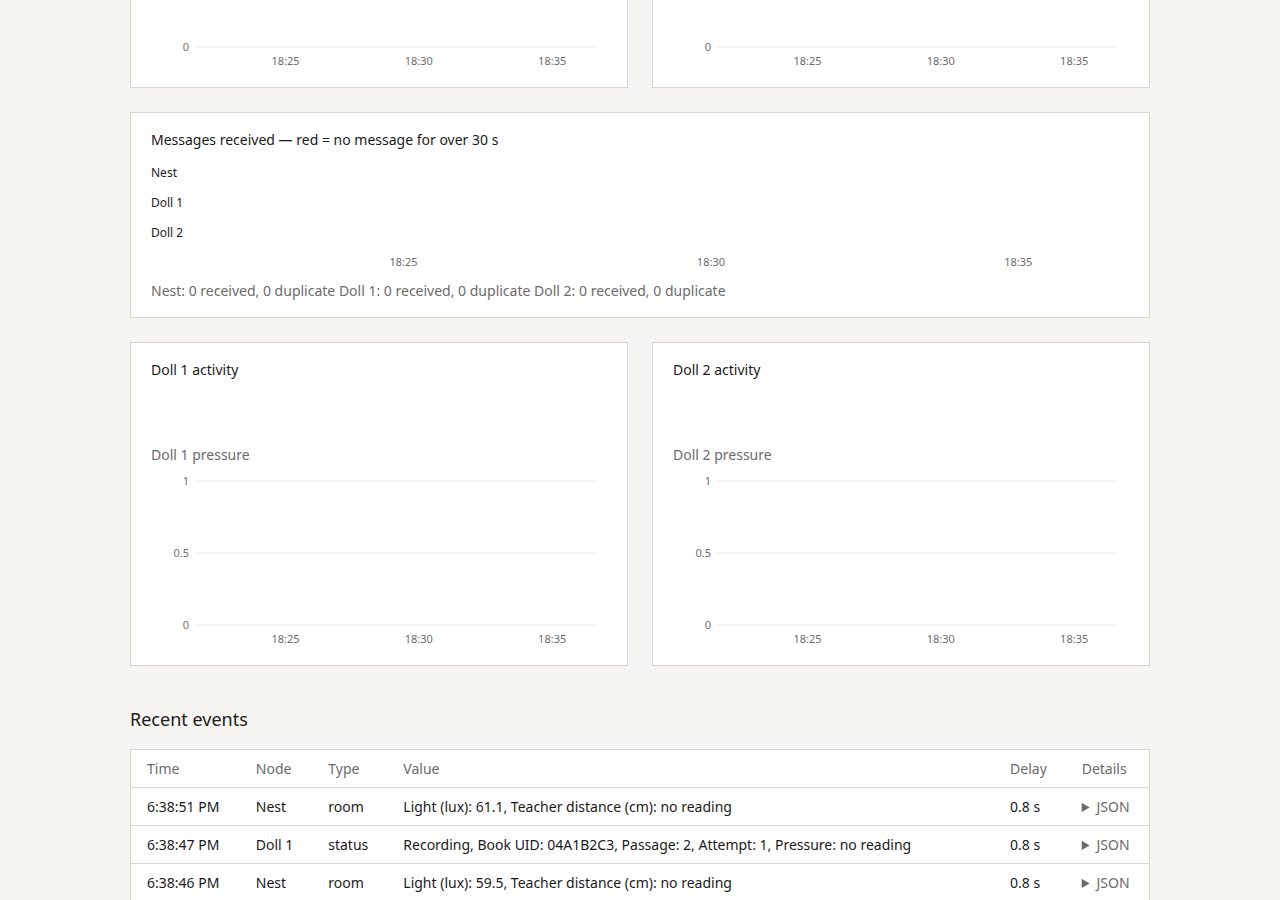 0 0
18:25 18:30 18:35 18:25 18:30 18:35
Messages received — red = no message for over 30 s
Nest
Doll 1
Doll 2
18:25 18:30 18:35
Nest: 0 received, 0 duplicate Doll 1: 0 received, 0 duplicate Doll 2: 0 received, 0 duplicate
Doll 1 activity
Doll 1 pressure
1
0.5
0
18:25 18:30 18:35
Doll 2 activity
Doll 2 pressure
1
0.5
0
18:25 18:30 18:35
Recent events
Time Node Type Value Delay Details
6:38:51 PM Nest room Light (lux): 61.1, Teacher distance (cm): no reading 0.8 s ▶ JSON
6:38:47 PM Doll 1 status Recording, Book UID: 04A1B2C3, Passage: 2, Attempt: 1, Pressure: no reading 0.8 s ▶ JSON
6:38:46 PM Nest room Light (lux): 59.5, Teacher distance (cm): no reading 0.8 s ▶ JSON